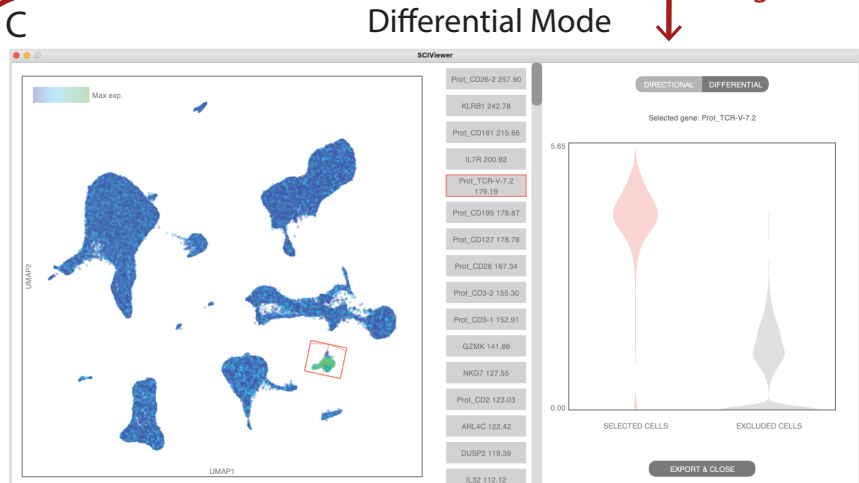 C
Differential Mode
SCIViewer
Max exp.
UMAP2
UMAP1
Prot_CD26-2 257.90
KLRB1 242.78
Prot_CD161 215.66
IL7R 200.92
Prot_TCR-V-7.2
179.19
Prot_CD195 178.87
Prot_CD127 178.78
Prot_CD28 167.34
Prot_CD3-2 155.30
Prot_CD3-1 152.91
GZMK 141.86
NKG7 127.55
Prot_CD2 123.03
ARL4C 122.42
DUSP2 119.39
IL32 112.12
DIRECTIONAL DIFFERENTIAL
Selected gene: Prot_TCR-V-7.2
5.65
0.00
SELECTED CELLS EXCLUDED CELLS
EXPORT & CLOSE